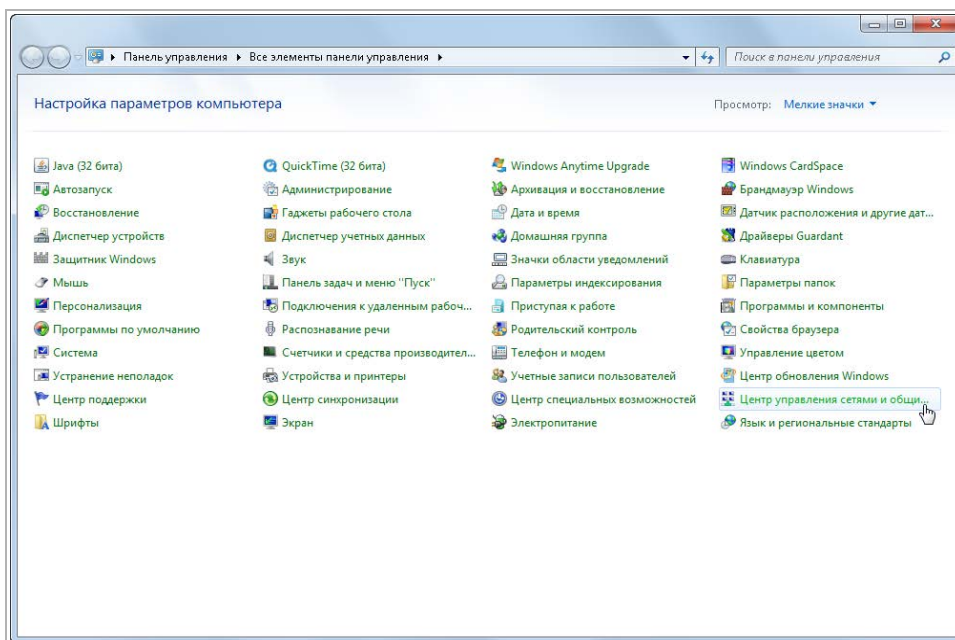 Панель управления ▸ Все элементы панели управления ▸ Поиск в панели управления
Настройка параметров компьютера Просмотр: Мелкие значки
Java (32 бита) QuickTime (32 бита) Windows Anytime Upgrade Windows CardSpace
Автозапуск Администрирование Архивация и восстановление Брандмауэр Windows
Восстановление Гаджеты рабочего стола Дата и время Датчик расположения и другие дат...
Диспетчер устройств Диспетчер учетных данных Домашняя группа Драйверы Guardant
Защитник Windows Звук Значки области уведомлений Клавиатура
Мышь Панель задач и меню "Пуск" Параметры индексирования Параметры папок
Персонализация Подключения к удаленным рабоч... Приступая к работе Программы и компоненты
Программы по умолчанию Распознавание речи Родительский контроль Свойства браузера
Система Счетчики и средства производител... Телефон и модем Управление цветом
Устранение неполадок Устройства и принтеры Учетные записи пользователей Центр обновления Windows
Центр поддержки Центр синхронизации Центр специальных возможностей Центр управления сетями и общи...
Шрифты Экран Электропитание Язык и региональные стандарты